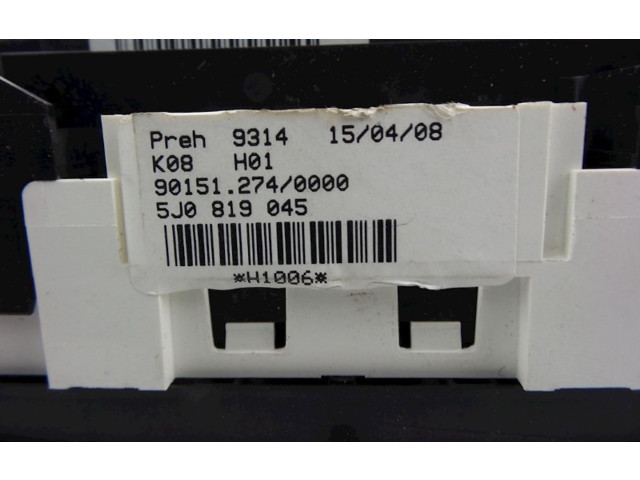 Preh 9314 15/04/08
K08 H01
90151.274/0000
5J0 819 045
*H1006*